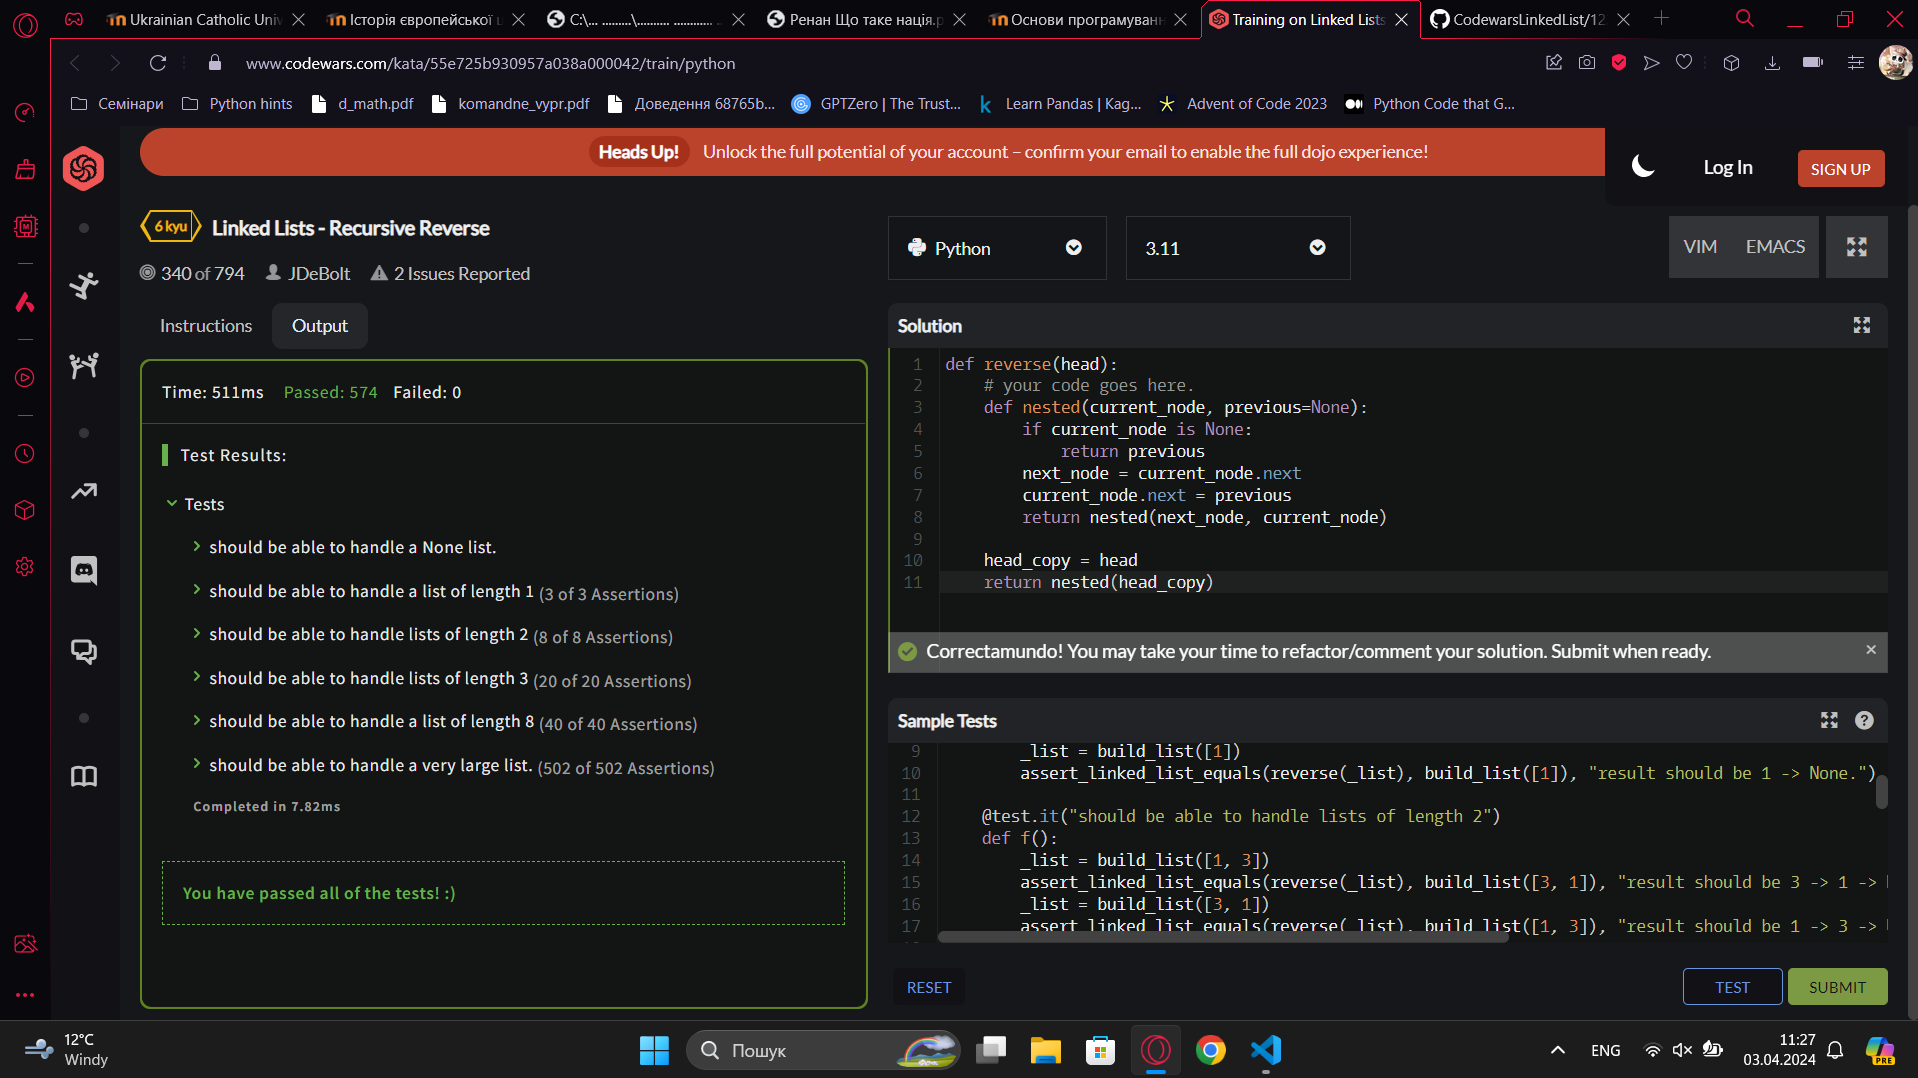 Ukrainian Catholic Univ
Історія європейської ц
C:\... .........\.......... ............
Ренан Що таке нація.р
Основи програмуванн
Training on Linked Lists
CodewarsLinkedList/12
www.codewars.com/kata/55e725b930957a038a000042/train/python
Семінари
Python hints
d_math.pdf
komandne_vypr.pdf
Доведення 68765b...
GPTZero | The Trust...
Learn Pandas | Kag...
Advent of Code 2023
Python Code that G...
Heads Up! Unlock the full potential of your account – confirm your email to enable the full dojo experience!
Log In
SIGN UP
6 kyu
Linked Lists - Recursive Reverse
340 of 794 JDeBolt 2 Issues Reported
Python
3.11
VIM EMACS
Instructions Output
Time: 511ms Passed: 574 Failed: 0
Test Results:
Tests
should be able to handle a None list.
should be able to handle a list of length 1 (3 of 3 Assertions)
should be able to handle lists of length 2 (8 of 8 Assertions)
should be able to handle lists of length 3 (20 of 20 Assertions)
should be able to handle a list of length 8 (40 of 40 Assertions)
should be able to handle a very large list. (502 of 502 Assertions)
Completed in 7.82ms
You have passed all of the tests! :)
Solution
1 def reverse(head):
2 # your code goes here.
3 def nested(current_node, previous=None):
4 if current_node is None:
5 return previous
6 next_node = current_node.next
7 current_node.next = previous
8 return nested(next_node, current_node)
9
10 head_copy = head
11 return nested(head_copy)
Correctamundo! You may take your time to refactor/comment your solution. Submit when ready.
Sample Tests
9 _list = build_list([1])
10 assert_linked_list_equals(reverse(_list), build_list([1]), "result should be 1 -> None.")
11
12 @test.it("should be able to handle lists of length 2")
13 def f():
14 _list = build_list([1, 3])
15 assert_linked_list_equals(reverse(_list), build_list([3, 1]), "result should be 3 -> 1 ->
16 _list = build_list([3, 1])
17 assert_linked_list_equals(reverse(_list), build_list([1, 3]), "result should be 1 -> 3 ->
RESET
TEST
SUBMIT
12°C
Windy
Пошук
ENG
11:27
03.04.2024
PRE